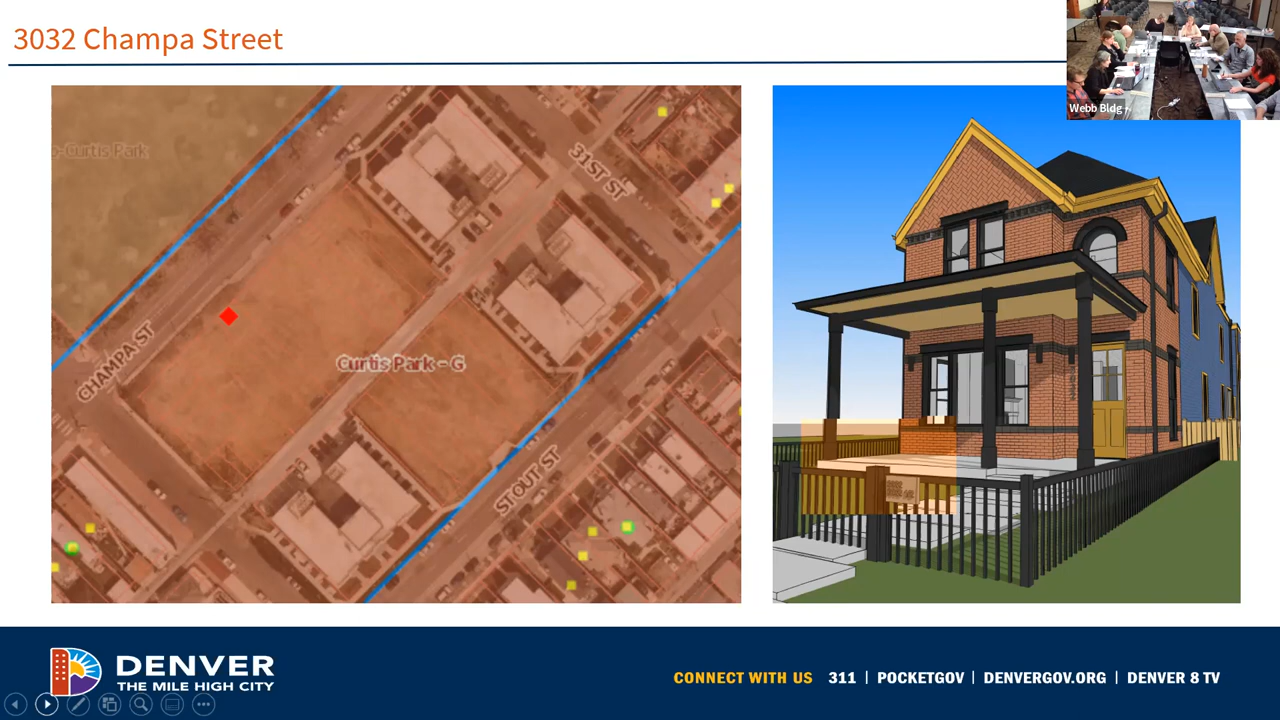 3032 Champa Street
Webb Bldg -
o-Curtis Park
31ST ST
CHAMPA ST
Curtis Park - G
STOUT ST
DENVER
THE MILE HIGH CITY
CONNECT WITH US 311 | POCKETGOV | DENVERGOV.ORG | DENVER 8 TV